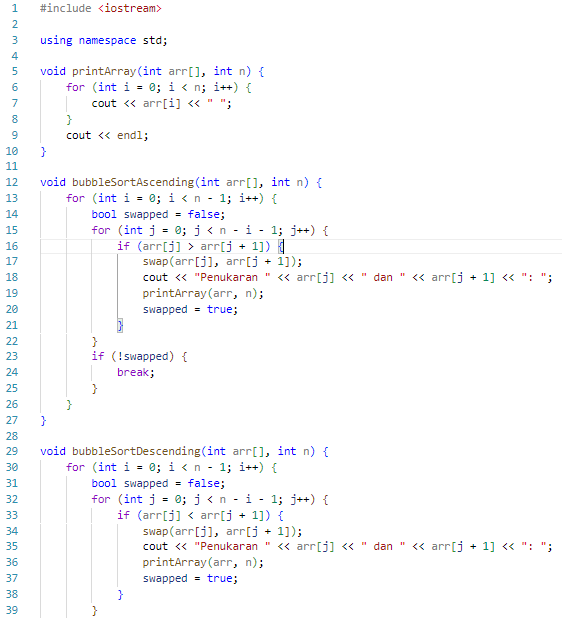 1 #include <iostream>
2
3 using namespace std;
4
5 void printArray(int arr[], int n) {
6     for (int i = 0; i < n; i++) {
7         cout << arr[i] << " ";
8     }
9     cout << endl;
10 }
11
12 void bubbleSortAscending(int arr[], int n) {
13     for (int i = 0; i < n - 1; i++) {
14         bool swapped = false;
15         for (int j = 0; j < n - i - 1; j++) {
16             if (arr[j] > arr[j + 1]) {
17                 swap(arr[j], arr[j + 1]);
18                 cout << "Penukaran " << arr[j] << " dan " << arr[j + 1] << ": ";
19                 printArray(arr, n);
20                 swapped = true;
21             }
22         }
23         if (!swapped) {
24             break;
25         }
26     }
27 }
28
29 void bubbleSortDescending(int arr[], int n) {
30     for (int i = 0; i < n - 1; i++) {
31         bool swapped = false;
32         for (int j = 0; j < n - i - 1; j++) {
33             if (arr[j] < arr[j + 1]) {
34                 swap(arr[j], arr[j + 1]);
35                 cout << "Penukaran " << arr[j] << " dan " << arr[j + 1] << ": ";
36                 printArray(arr, n);
37                 swapped = true;
38             }
39         }